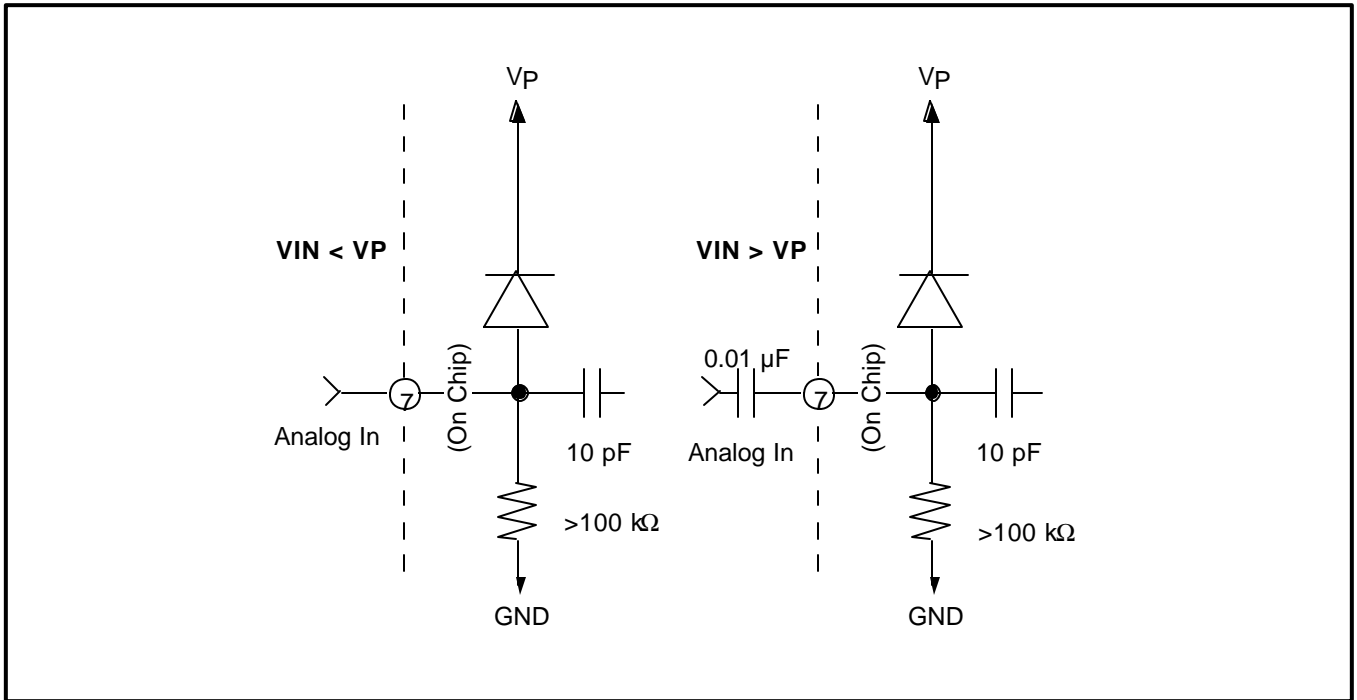 VP
VIN < VP
7
(On Chip)
Analog In
10 pF
>100 kΩ
GND
VP
VIN > VP
0.01 µF
7
(On Chip)
Analog In
10 pF
>100 kΩ
GND